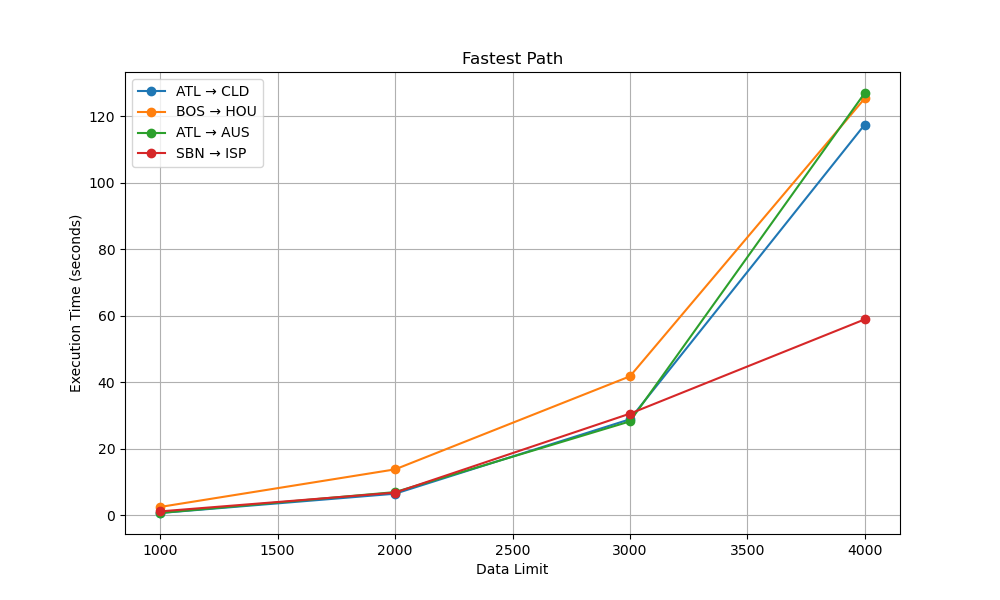 Fastest Path
ATL → CLD
BOS → HOU
ATL → AUS
SBN → ISP
Execution Time (seconds)
120
100
80
60
40
20
0
1000 1500 2000 2500 3000 3500 4000
Data Limit